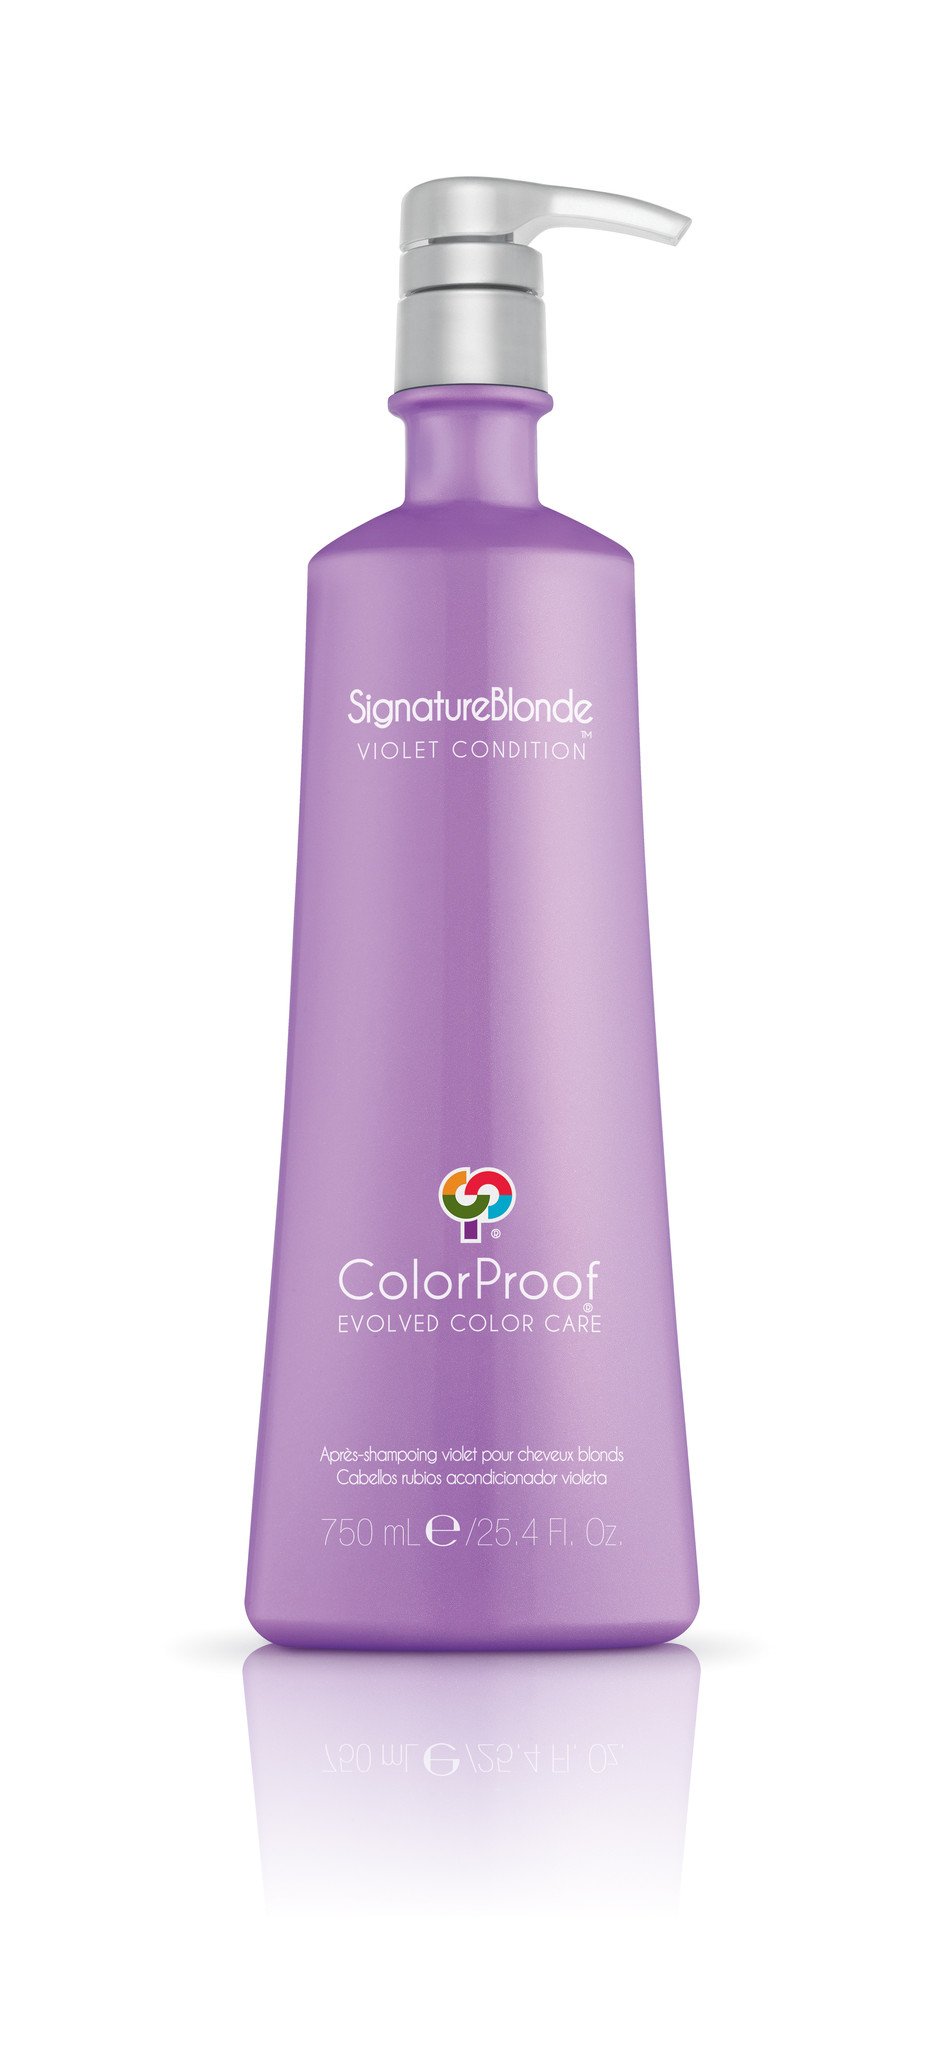 SignatureBlonde
VIOLET CONDITION™
ColorProof
EVOLVED COLOR CARE®
Après-shampoing violet pour cheveux blonds
Cabellos rubios acondicionador violeta
750 mL ℮/25.4 Fl. Oz.